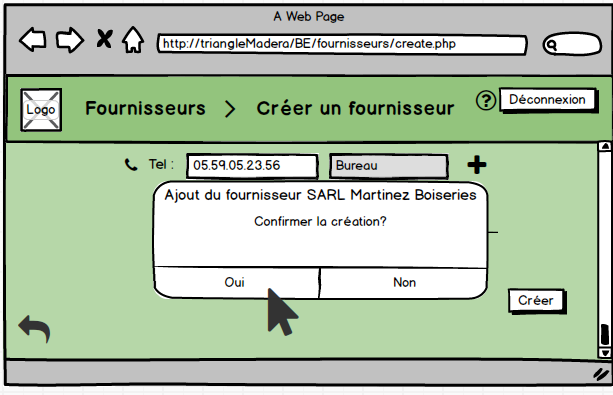 A Web Page
http://triangleMadera/BE/fournisseurs/create.php
Logo
Fournisseurs > Créer un fournisseur
?
Déconnexion
Tel : 05.59.05.23.56 Bureau
Ajout du fournisseur SARL Martinez Boiseries
Confirmer la création?
Oui Non
Créer